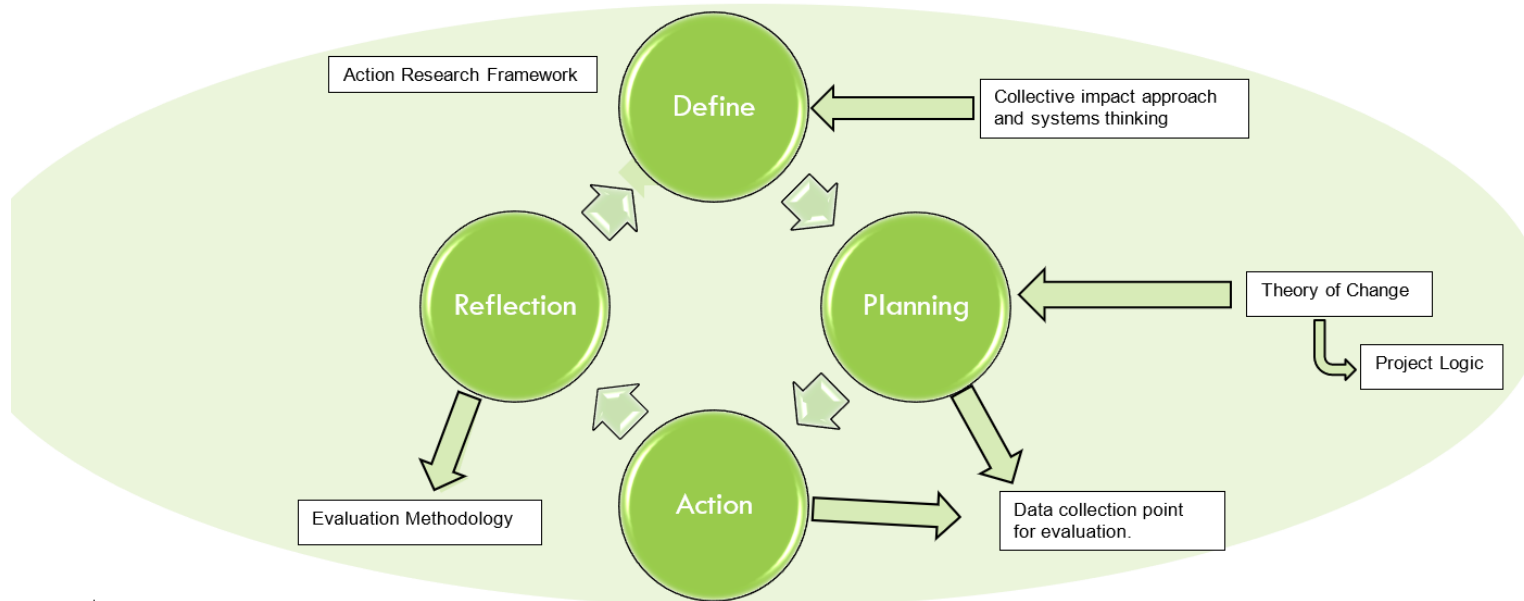 Action Research Framework
Define
Collective impact approach
and systems thinking
Reflection
Planning
Theory of Change
Project Logic
Evaluation Methodology
Action
Data collection point
for evaluation.